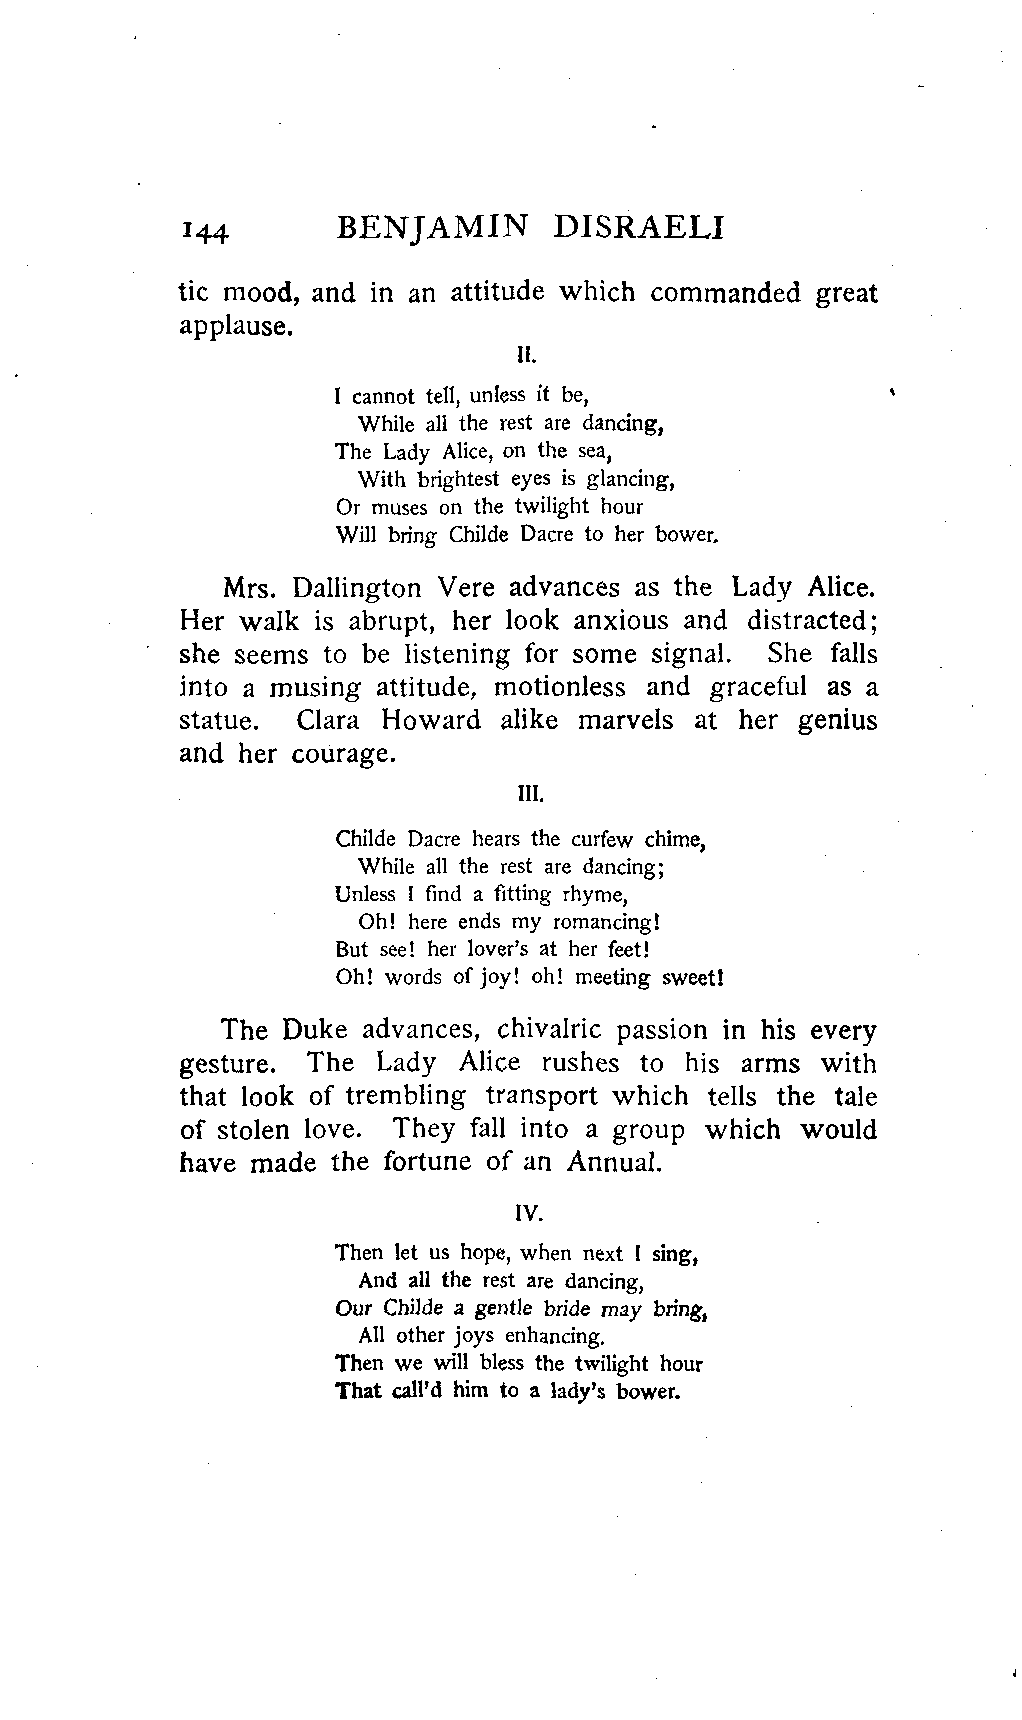 144 BENJAMIN DISRAELI
tic mood, and in an attitude which commanded great
applause.
II.
I cannot tell, unless it be,
While all the rest are dancing,
The Lady Alice, on the sea,
With brightest eyes is glancing,
Or muses on the twilight hour
Will bring Childe Dacre to her bower.
Mrs. Dallington Vere advances as the Lady Alice.
Her walk is abrupt, her look anxious and distracted;
she seems to be listening for some signal. She falls
into a musing attitude, motionless and graceful as a
statue. Clara Howard alike marvels at her genius
and her courage.
III.
Childe Dacre hears the curfew chime,
While all the rest are dancing;
Unless I find a fitting rhyme,
Oh! here ends my romancing!
But see! her lover's at her feet!
Oh! words of joy! oh! meeting sweet!
The Duke advances, chivalric passion in his every
gesture. The Lady Alice rushes to his arms with
that look of trembling transport which tells the tale
of stolen love. They fall into a group which would
have made the fortune of an Annual.
IV.
Then let us hope, when next I sing,
And all the rest are dancing,
Our Childe a gentle bride may bring,
All other joys enhancing.
Then we will bless the twilight hour
That call'd him to a lady's bower.